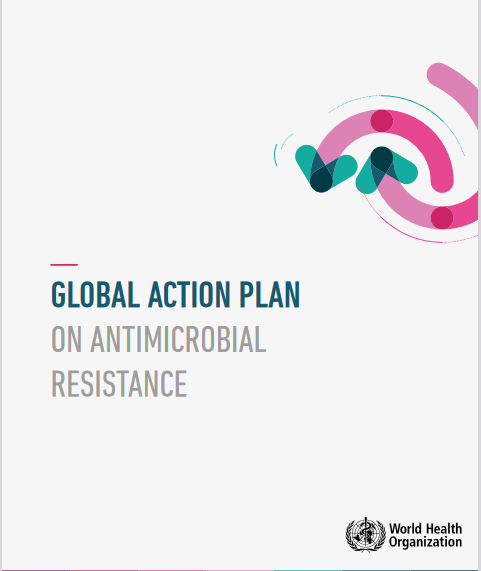 GLOBAL ACTION PLAN
ON ANTIMICROBIAL
RESISTANCE
World Health
Organization